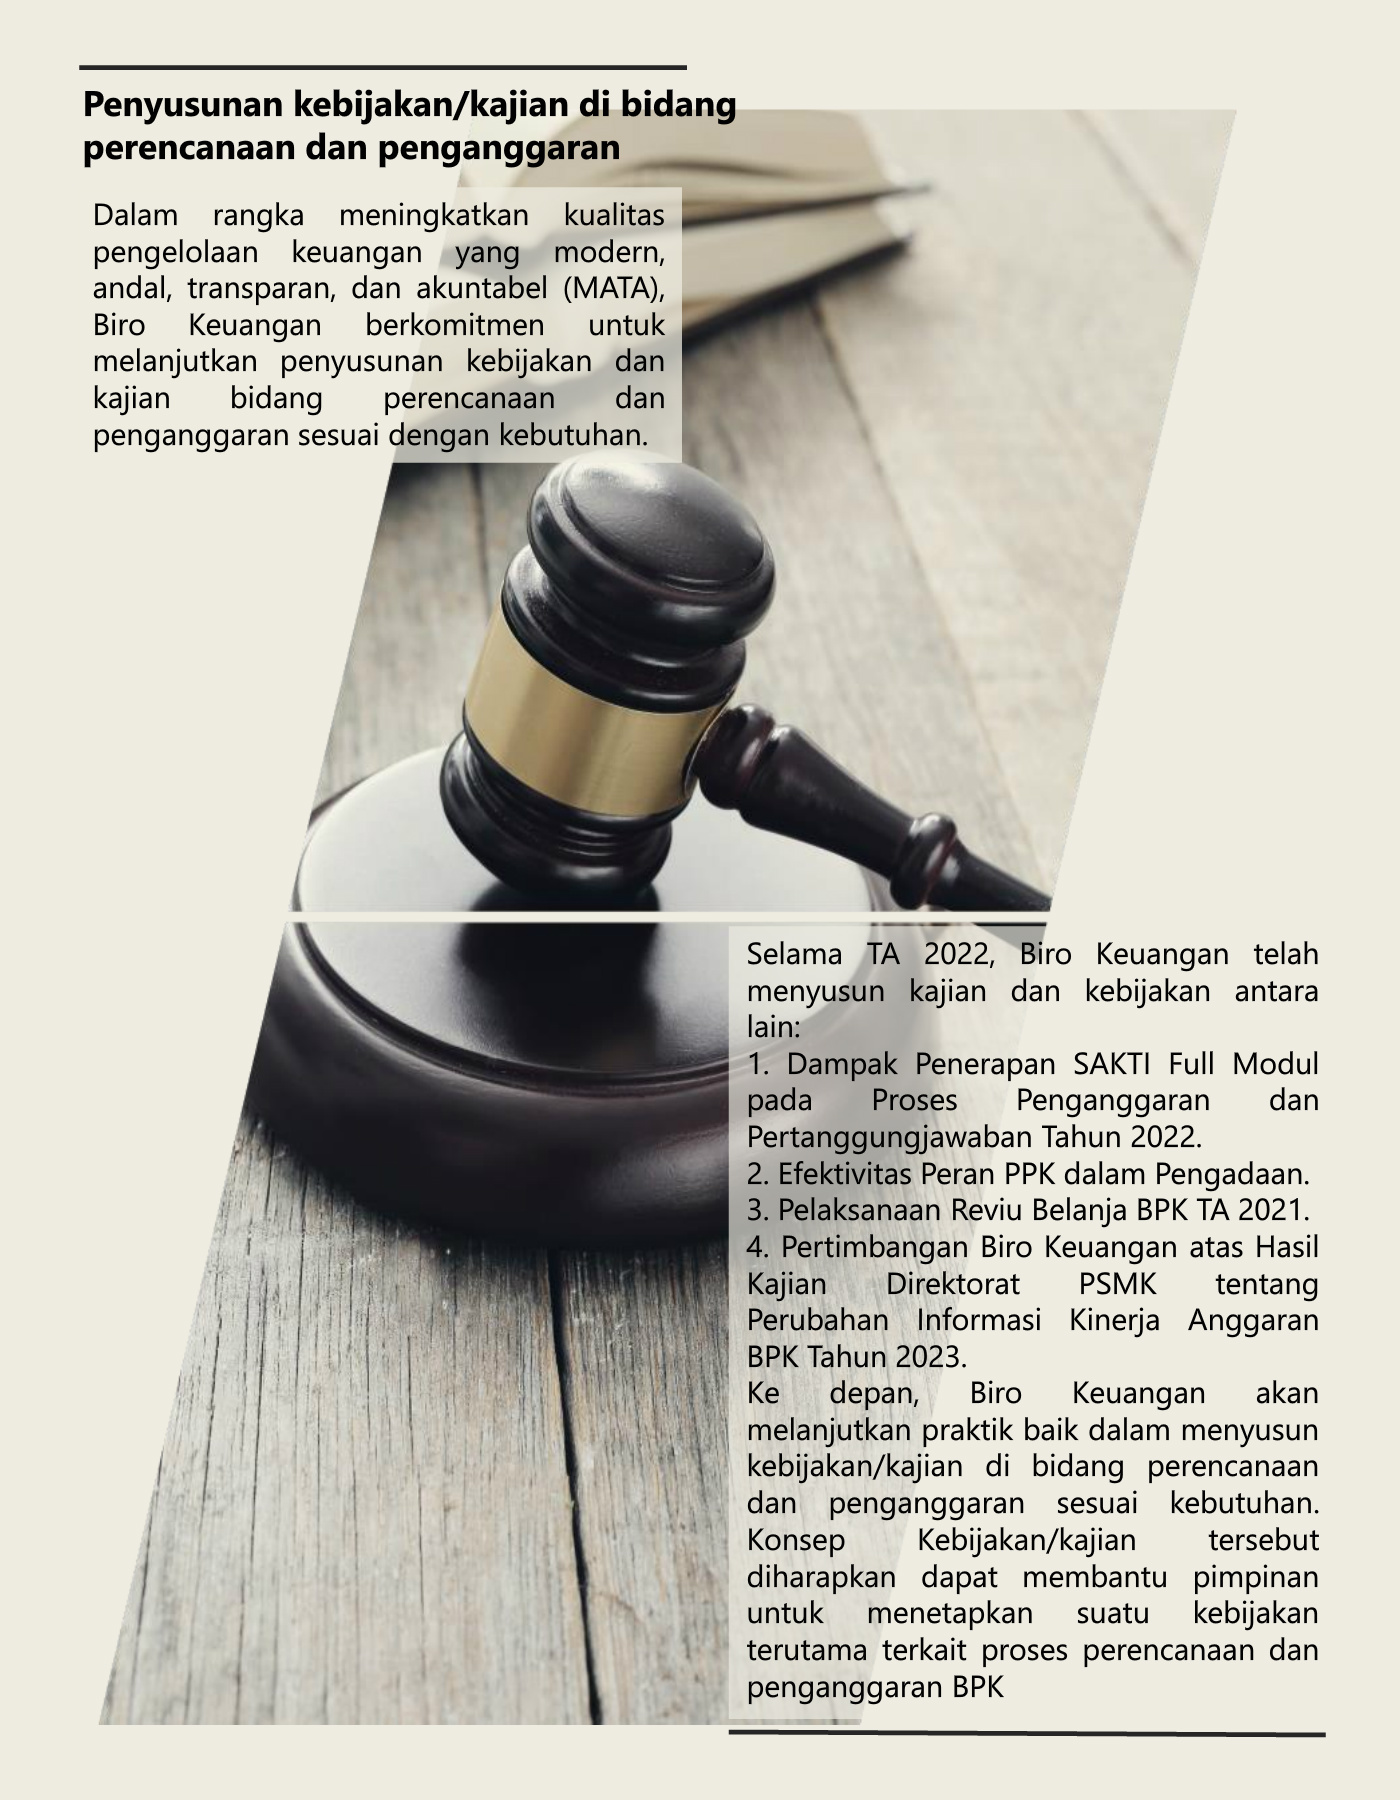 Penyusunan kebijakan/kajian di bidang
perencanaan dan penganggaran
Dalam rangka meningkatkan kualitas
pengelolaan keuangan yang modern,
andal, transparan, dan akuntabel (MATA),
Biro Keuangan berkomitmen untuk
melanjutkan penyusunan kebijakan dan
kajian bidang perencanaan dan
penganggaran sesuai dengan kebutuhan.
Selama TA 2022, Biro Keuangan telah
menyusun kajian dan kebijakan antara
lain:
1. Dampak Penerapan SAKTI Full Modul
pada Proses Penganggaran dan
Pertanggungjawaban Tahun 2022.
2. Efektivitas Peran PPK dalam Pengadaan.
3. Pelaksanaan Reviu Belanja BPK TA 2021.
4. Pertimbangan Biro Keuangan atas Hasil
Kajian Direktorat PSMK tentang
Perubahan Informasi Kinerja Anggaran
BPK Tahun 2023.
Ke depan, Biro Keuangan akan
melanjutkan praktik baik dalam menyusun
kebijakan/kajian di bidang perencanaan
dan penganggaran sesuai kebutuhan.
Konsep Kebijakan/kajian tersebut
diharapkan dapat membantu pimpinan
untuk menetapkan suatu kebijakan
terutama terkait proses perencanaan dan
penganggaran BPK